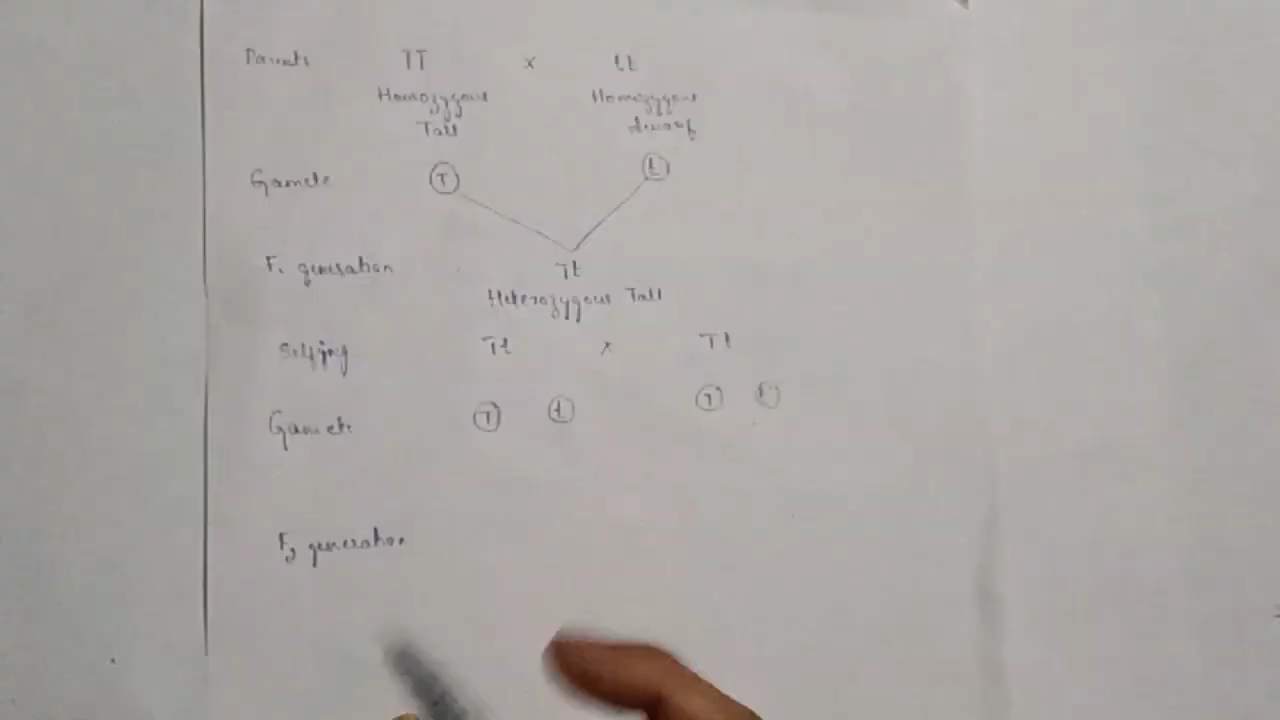 Parents TT x tt
Homozygous Homozygous
Tall dwarf
Gamete T t
F1 generation Tt
Heterozygous Tall
Selfing Tt x Tt
Gamete T t T t
F2 generation